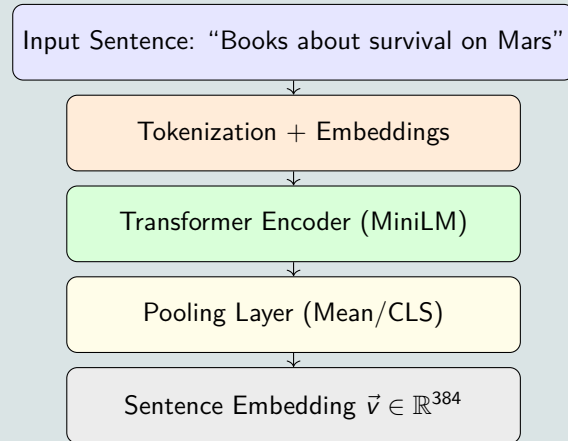 Input Sentence: “Books about survival on Mars”
Tokenization + Embeddings
Transformer Encoder (MiniLM)
Pooling Layer (Mean/CLS)
Sentence Embedding v⃗ ∈ ℝ³⁸⁴